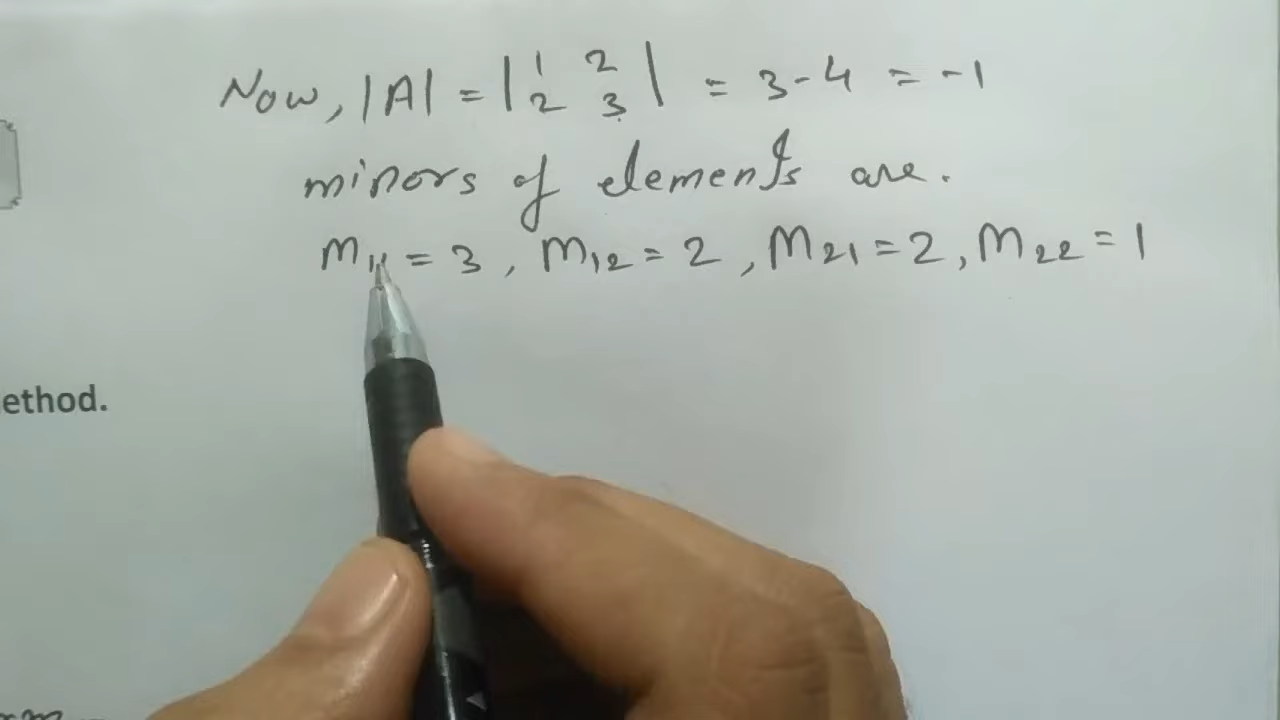 Now, |A| = |1 2
2 3| = 3-4 = -1
minors of elements are.
M11 = 3, M12 = 2, M21 = 2, M22 = 1
ethod.